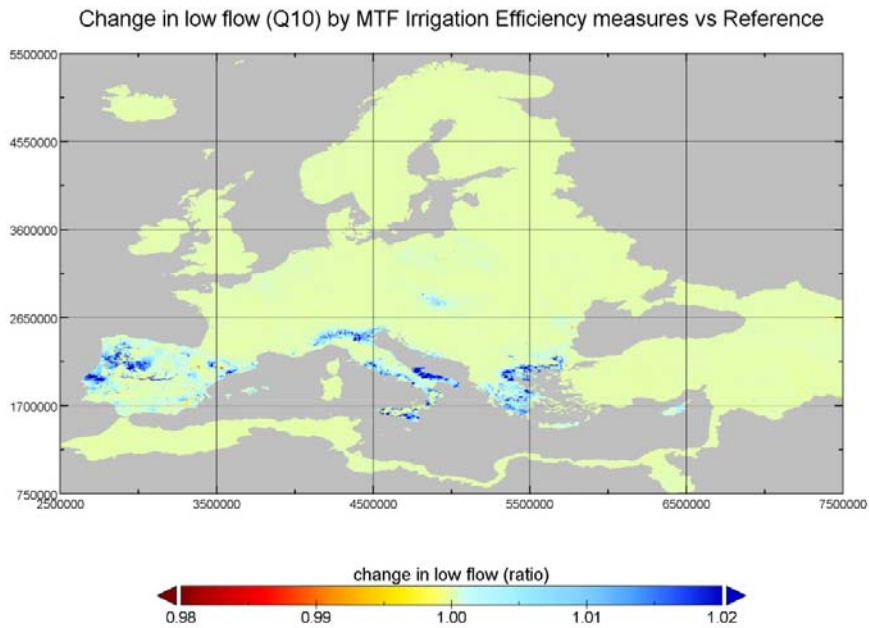 Change in low flow (Q10) by MTF Irrigation Efficiency measures vs Reference
5500000
4550000
3600000
2650000
1700000
750000
2500000 3500000 4500000 5500000 6500000 7500000
change in low flow (ratio)
0.98 0.99 1.00 1.01 1.02